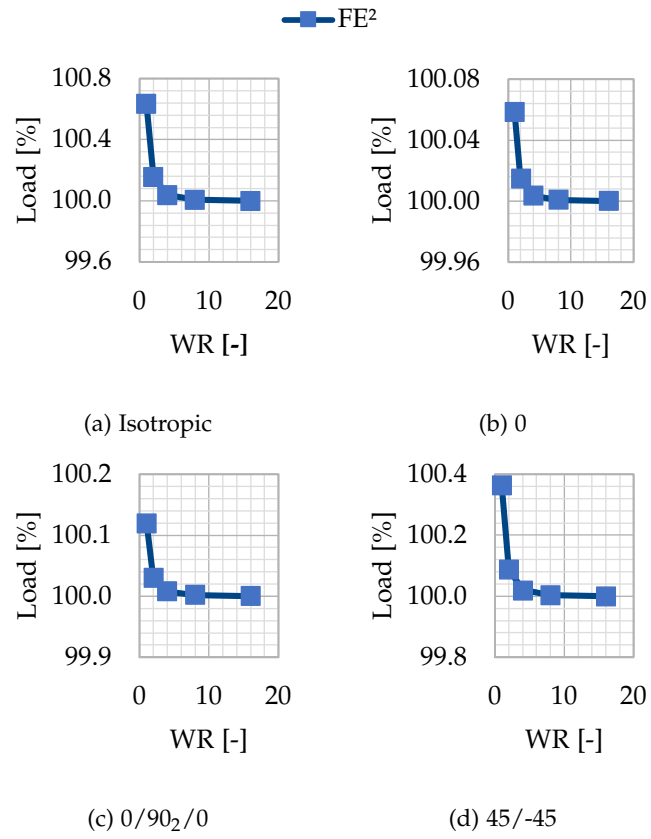 FE²
100.8
100.4
100.0
99.6
Load [%]
0 10 20
WR [-]
(a) Isotropic
100.08
100.04
100.00
99.96
Load [%]
0 10 20
WR [-]
(b) 0
100.2
100.1
100.0
99.9
Load [%]
0 10 20
WR [-]
(c) 0/90₂/0
100.4
100.2
100.0
99.8
Load [%]
0 10 20
WR [-]
(d) 45/-45